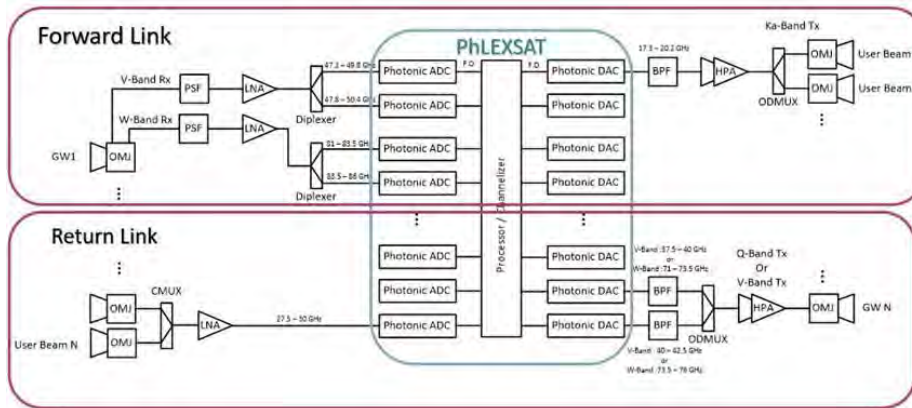 Forward Link
PhLEXSAT
Ka-Band Tx
V-Band Rx
PSF
LNA
47.8 – 50.4 GHz
Diplexer
Photonic ADC
Photonic ADC
F.O.
F.O.
Photonic DAC
Photonic DAC
17.3 – 20.2 GHz
BPF
HPA
ODMUX
OMJ
User Beam
OMJ
User Beam
W-Band Rx
PSF
LNA
GW1
OMJ
81 – 83.5 GHz
83.5 – 86 GHz
Diplexer
Photonic ADC
Photonic ADC
Processor / Channelizer
Photonic DAC
Photonic DAC
Return Link
OMJ
OMJ
User Beam N
CMUX
LNA
27.5 – 30 GHz
Photonic ADC
Photonic ADC
Photonic ADC
Photonic DAC
Photonic DAC
Photonic DAC
V-Band :37.5 – 40 GHz
or
W-Band :71 – 73.5 GHz
BPF
BPF
V-Band : 40 – 42.5 GHz
or
W-Band :73.5 – 76 GHz
ODMUX
Q-Band Tx
Or
V-Band Tx
HPA
OMJ
GW N